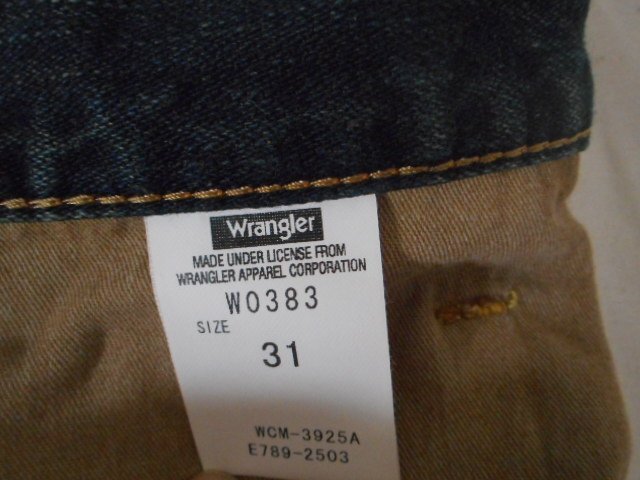 Wrangler
MADE UNDER LICENSE FROM
WRANGLER APPAREL CORPORATION
W0383
SIZE
31
WCM-3925A
E789-2503